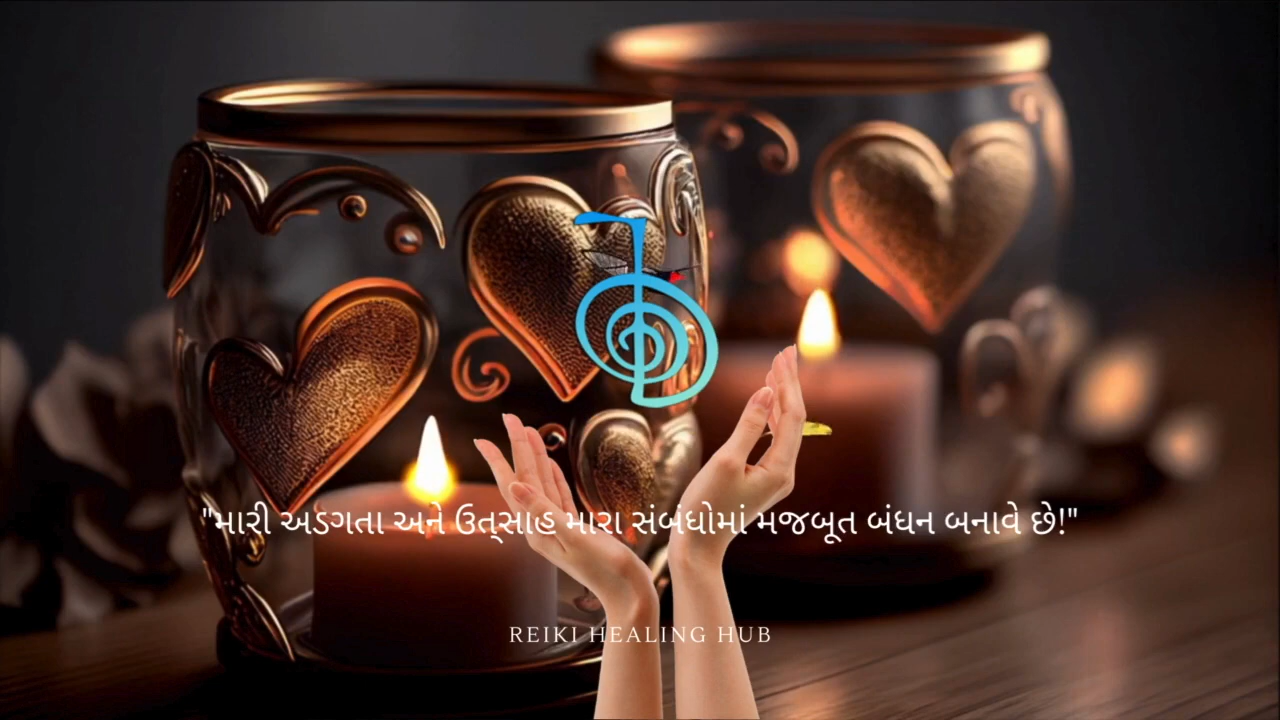 "મારી અડગતા અને ઉત્સાહ મારા સંબંધોમાં મજબૂત બંધન બનાવે છે!"
REIKI HEALING HUB